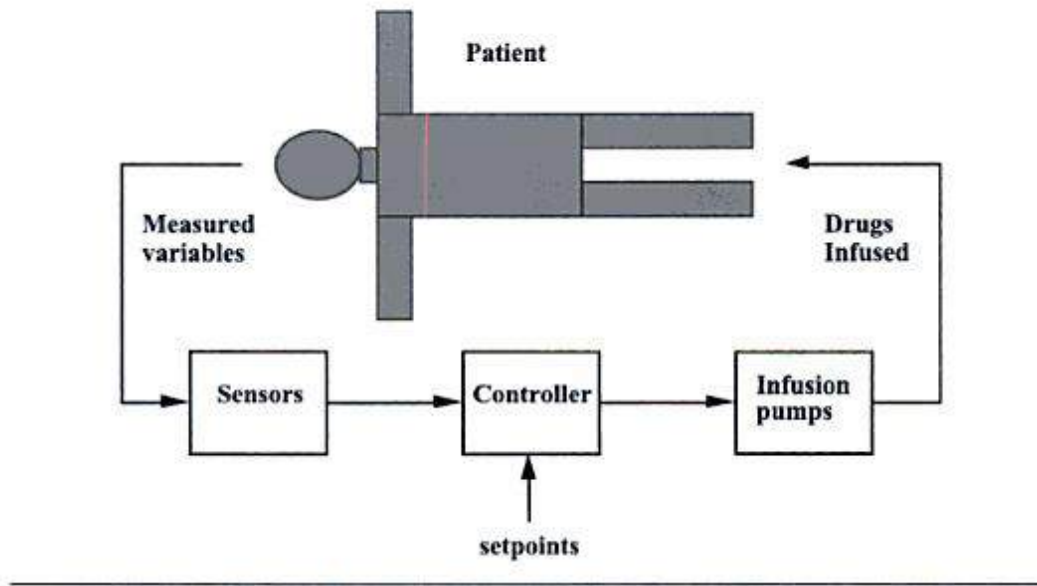 Patient
Measured
variables
Drugs
Infused
Sensors
Controller
Infusion
pumps
setpoints